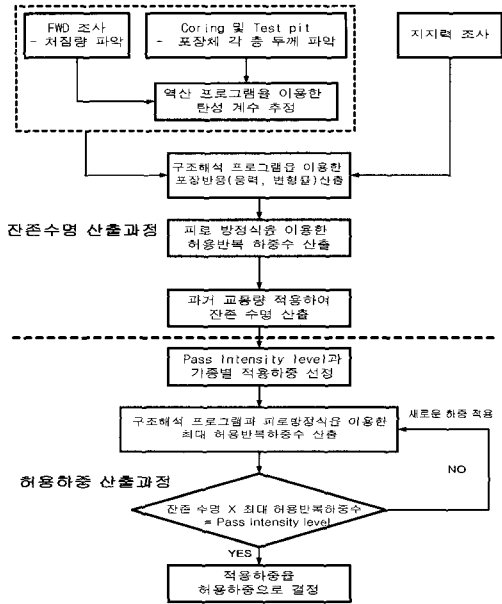 FWD 조사
- 처짐량 파악
Coring 및 Test pit
- 포장체 각 층 두께 파악
지지력 조사
역산 프로그램을 이용한
탄성 계수 추정
구조해석 프로그램을 이용한
포장반응(응력, 변형률)산출
잔존수명 산출과정
피로 방정식을 이용한
허용반복 하중수 산출
과거 교통량 적용하여
잔존 수명 산출
Pass Intensity level과
기종별 적용하중 선정
새로운 하중 적용
구조해석 프로그램과 피로방정식을 이용한
최대 허용반복하중수 산출
NO
허용하중 산출과정
잔존 수명 X 최대 허용반복하중수
= Pass intensity level
YES
적용하중을
허용하중으로 결정